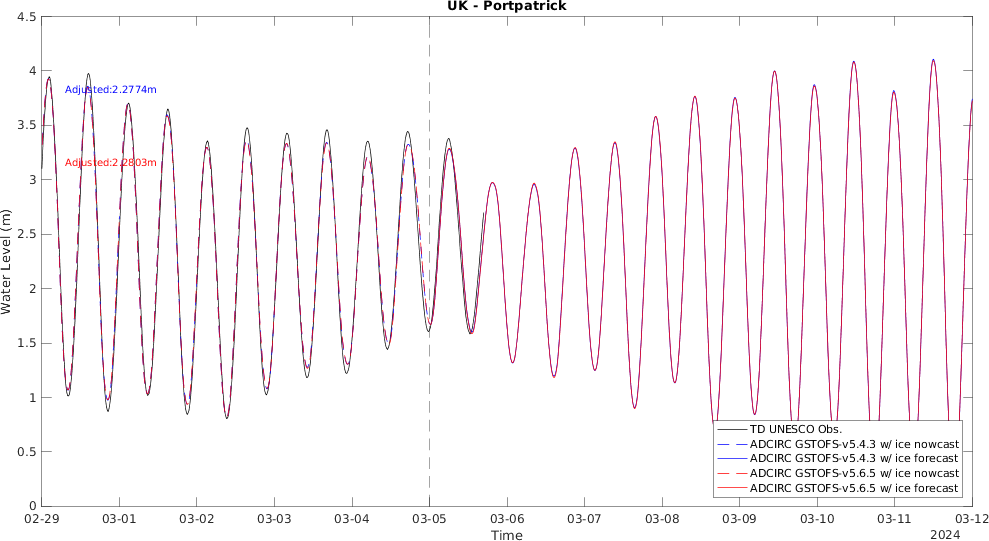 UK - Portpatrick
4.5
4
3.5
3
2.5
2
1.5
1
0.5
0
Water Level (m)
Adjusted:2.2774m
Adjusted:2.2803m
TD UNESCO Obs.
ADCIRC GSTOFS-v5.4.3 w/ ice nowcast
ADCIRC GSTOFS-v5.4.3 w/ ice forecast
ADCIRC GSTOFS-v5.6.5 w/ ice nowcast
ADCIRC GSTOFS-v5.6.5 w/ ice forecast
02-29 03-01 03-02 03-03 03-04 03-05 03-06 03-07 03-08 03-09 03-10 03-11 03-12
Time
2024